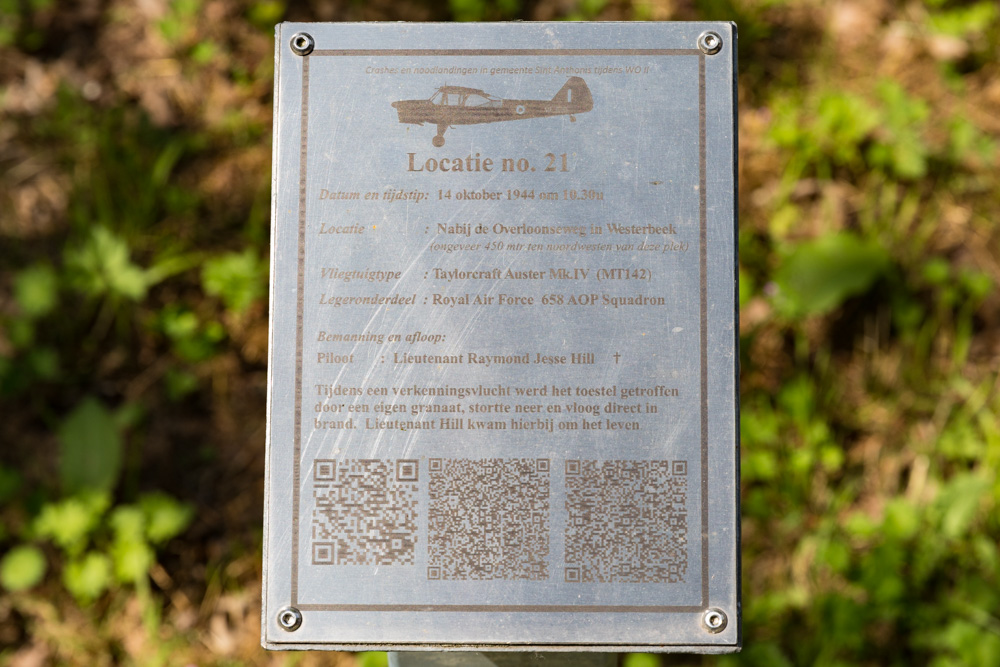 Crashes en noodlandingen in gemeente Sint Anthonis tijdens WO II
Locatie no. 21
Datum en tijdstip: 14 oktober 1944 om 10.30u
Locatie : Nabij de Overloonseweg in Westerbeek
(ongeveer 450 mtr ten noordwesten van deze plek)
Vliegtuigtype : Taylorcraft Auster Mk.IV (MT142)
Legeronderdeel : Royal Air Force 658 AOP Squadron
Bemanning en afloop:
Piloot : Lieutenant Raymond Jesse Hill †
Tijdens een verkenningsvlucht werd het toestel getroffen
door een eigen granaat, stortte neer en vloog direct in
brand. Lieutenant Hill kwam hierbij om het leven